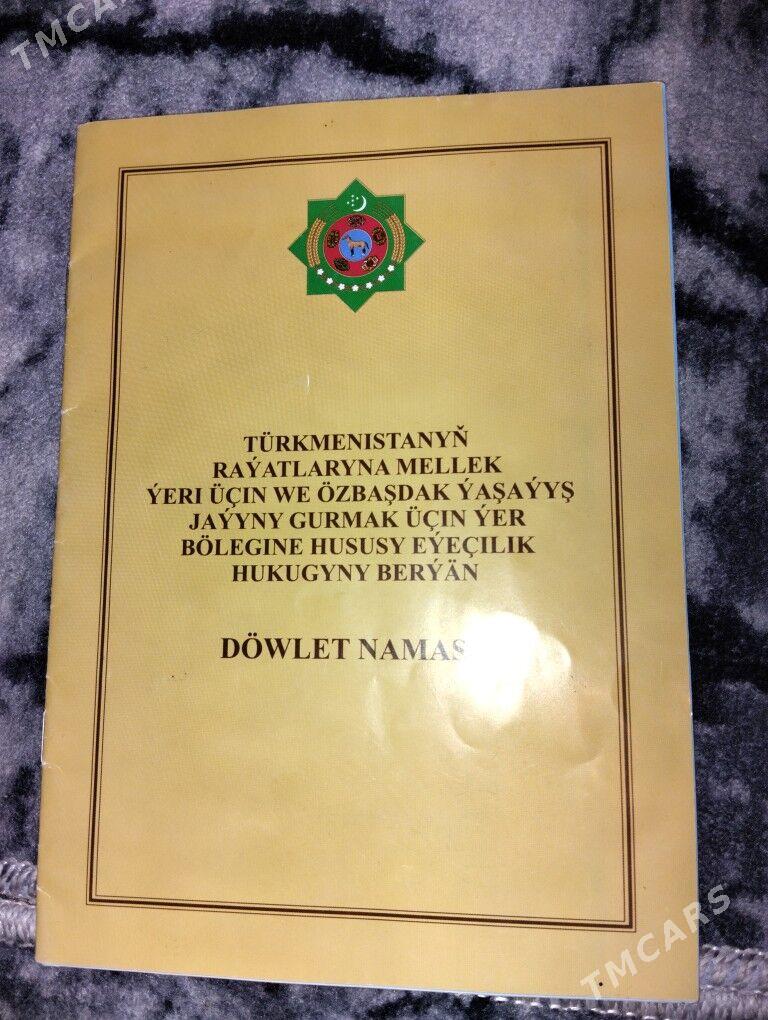 TMCARS
TÜRKMENISTANYŇ
RAÝATLARYNA MELLEK
ÝERI ÜÇIN WE ÖZBAŞDAK ÝAŞAÝYŞ
JAÝYNY GURMAK ÜÇIN ÝER
BÖLEGINE HUSUSY EÝEÇILIK
HUKUGYNY BERÝÄN
DÖWLET
TMCARS